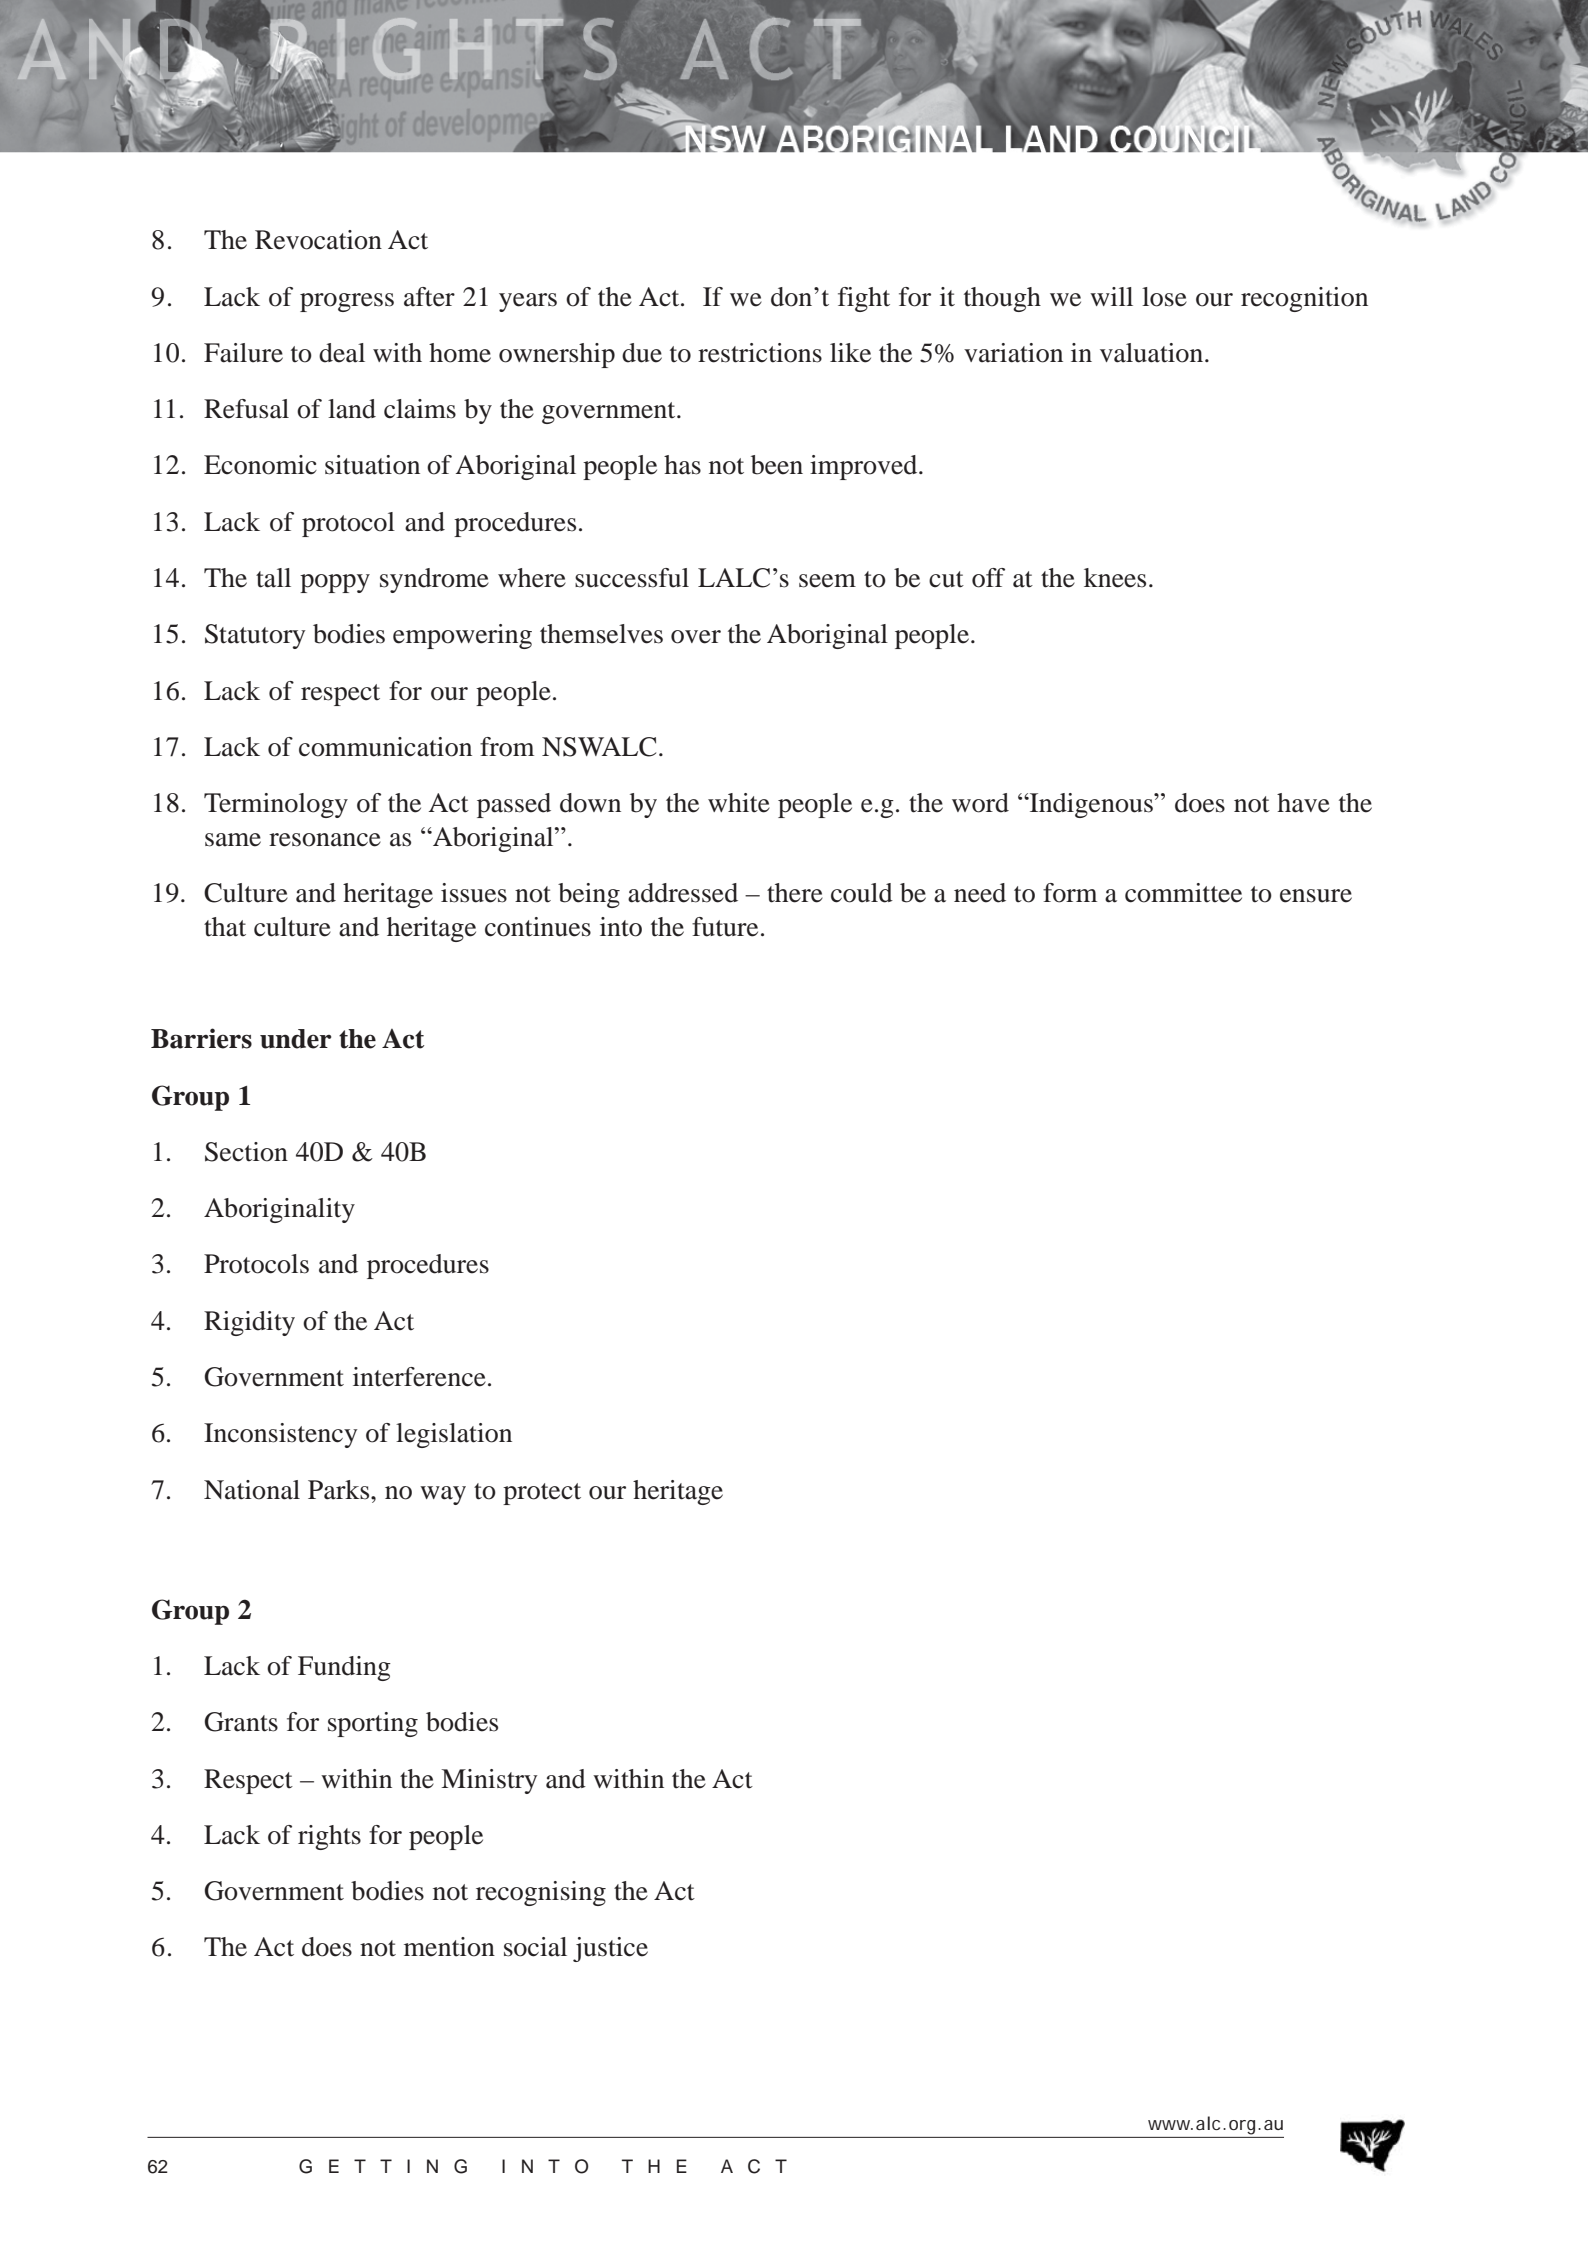 AND RIGHTS ACT
uire and make recom
ether the aims and
A require expansi
ight of developme
NSW ABORIGINAL LAND COUNCIL
NEW SOUTH WALES
ABORIGINAL LAND COUNCIL
8. The Revocation Act
9. Lack of progress after 21 years of the Act. If we don’t fight for it though we will lose our recognition
10. Failure to deal with home ownership due to restrictions like the 5% variation in valuation.
11. Refusal of land claims by the government.
12. Economic situation of Aboriginal people has not been improved.
13. Lack of protocol and procedures.
14. The tall poppy syndrome where successful LALC’s seem to be cut off at the knees.
15. Statutory bodies empowering themselves over the Aboriginal people.
16. Lack of respect for our people.
17. Lack of communication from NSWALC.
18. Terminology of the Act passed down by the white people e.g. the word “Indigenous” does not have the
same resonance as “Aboriginal”.
19. Culture and heritage issues not being addressed – there could be a need to form a committee to ensure
that culture and heritage continues into the future.
Barriers under the Act
Group 1
1. Section 40D & 40B
2. Aboriginality
3. Protocols and procedures
4. Rigidity of the Act
5. Government interference.
6. Inconsistency of legislation
7. National Parks, no way to protect our heritage
Group 2
1. Lack of Funding
2. Grants for sporting bodies
3. Respect – within the Ministry and within the Act
4. Lack of rights for people
5. Government bodies not recognising the Act
6. The Act does not mention social justice
www.alc.org.au
62 GETTING INTO THE ACT